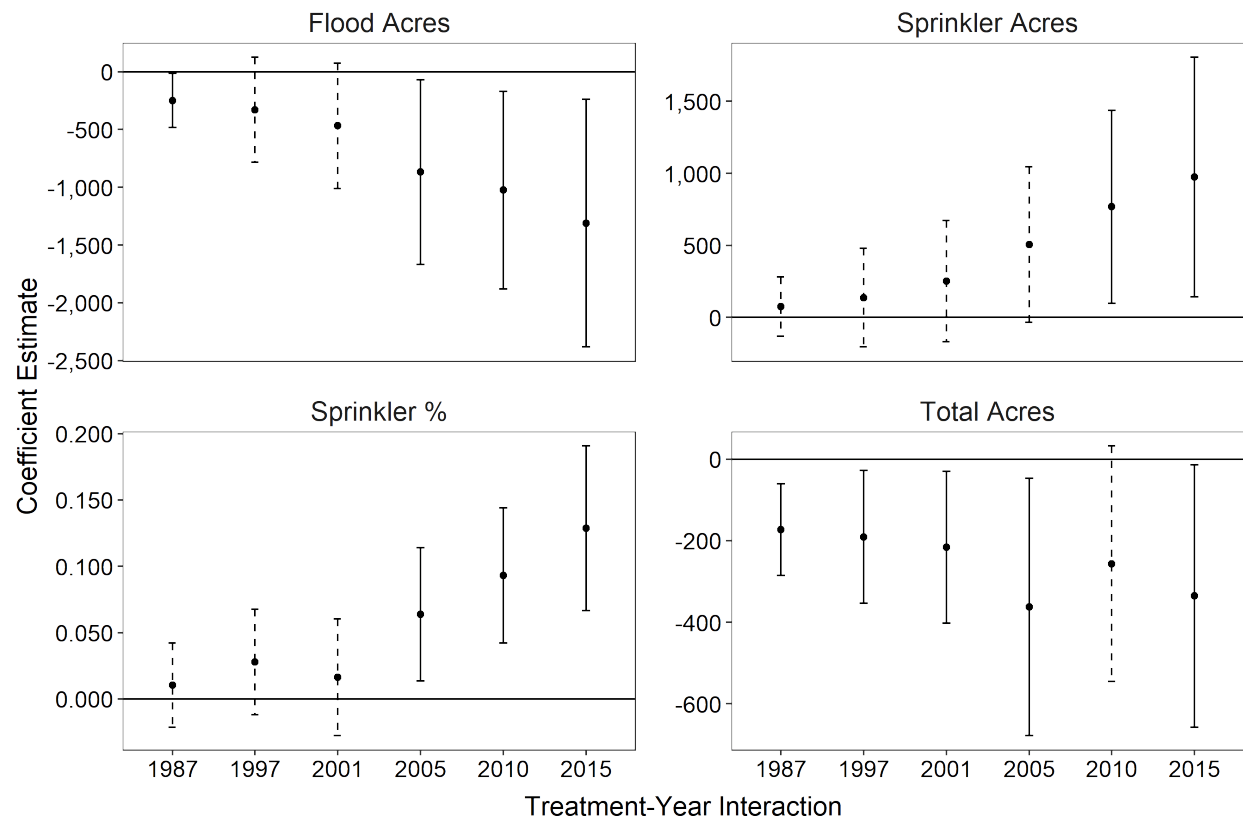 Flood Acres
Sprinkler Acres
0
-500
-1,000
-1,500
-2,000
-2,500
1,500
1,000
500
0
Coefficient Estimate
Sprinkler %
Total Acres
0.200
0.150
0.100
0.050
0.000
0
-200
-400
-600
1987 1997 2001 2005 2010 2015
1987 1997 2001 2005 2010 2015
Treatment-Year Interaction